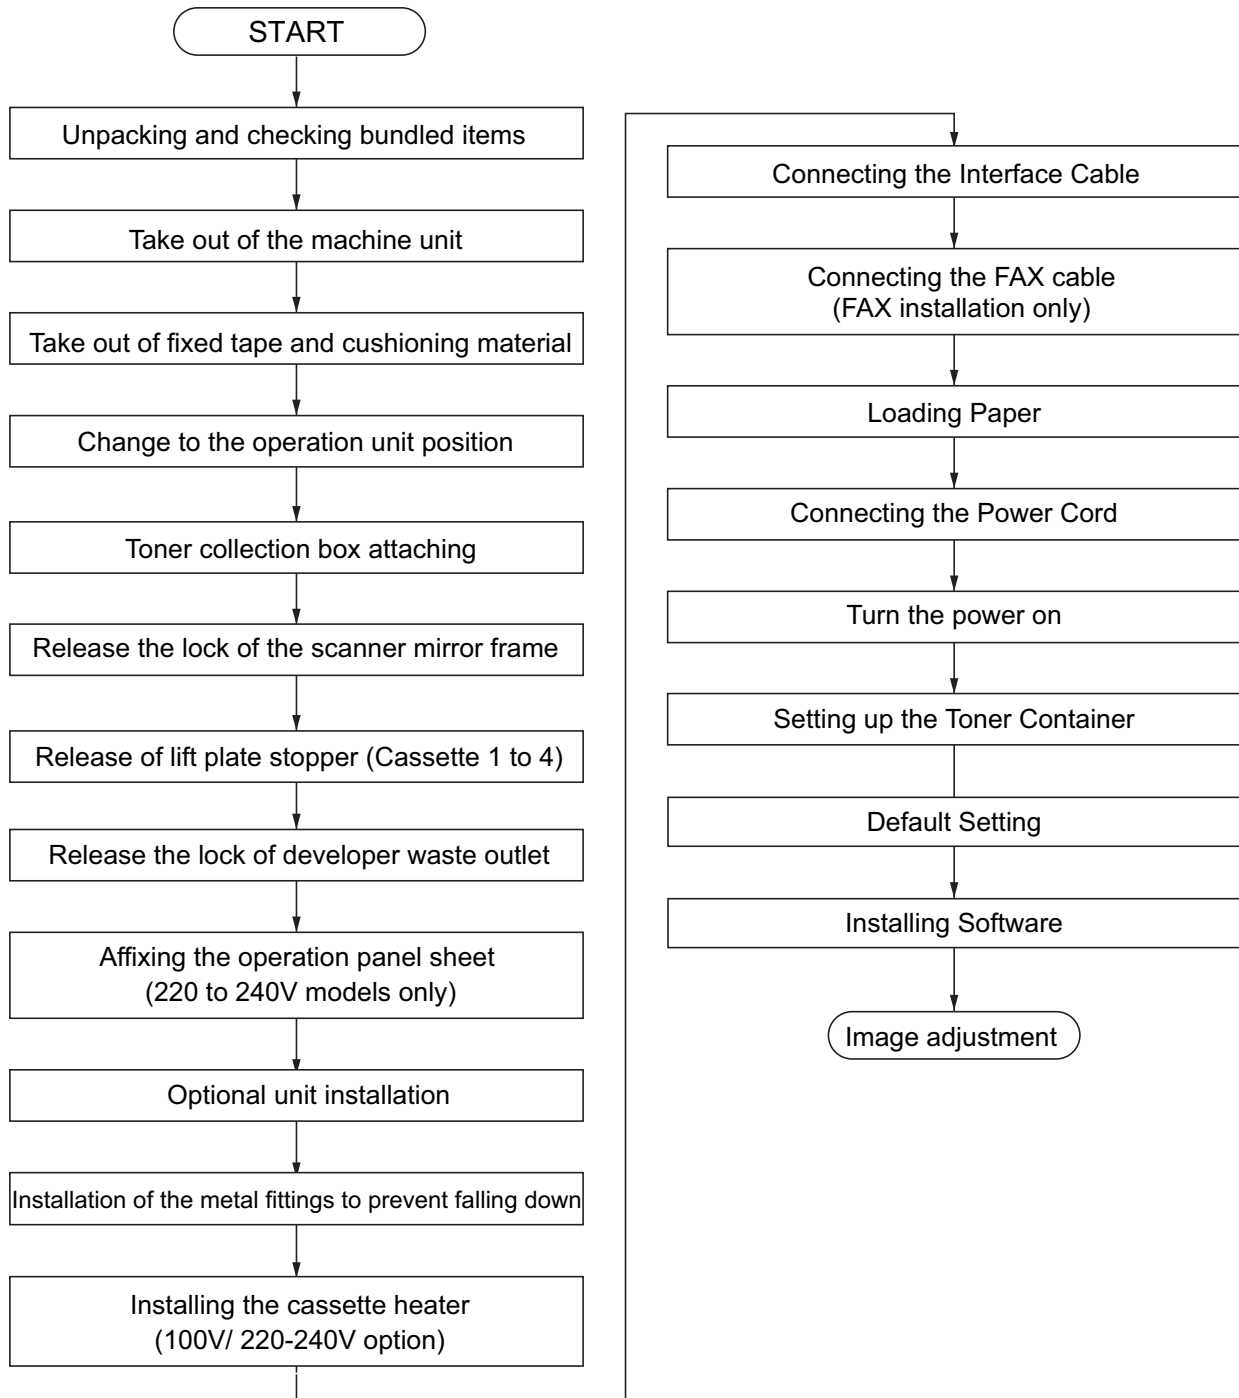 START
Unpacking and checking bundled items
Take out of the machine unit
Take out of fixed tape and cushioning material
Change to the operation unit position
Toner collection box attaching
Release the lock of the scanner mirror frame
Release of lift plate stopper (Cassette 1 to 4)
Release the lock of developer waste outlet
Affixing the operation panel sheet
(220 to 240V models only)
Optional unit installation
Installation of the metal fittings to prevent falling down
Installing the cassette heater
(100V/ 220-240V option)
Connecting the Interface Cable
Connecting the FAX cable
(FAX installation only)
Loading Paper
Connecting the Power Cord
Turn the power on
Setting up the Toner Container
Default Setting
Installing Software
Image adjustment